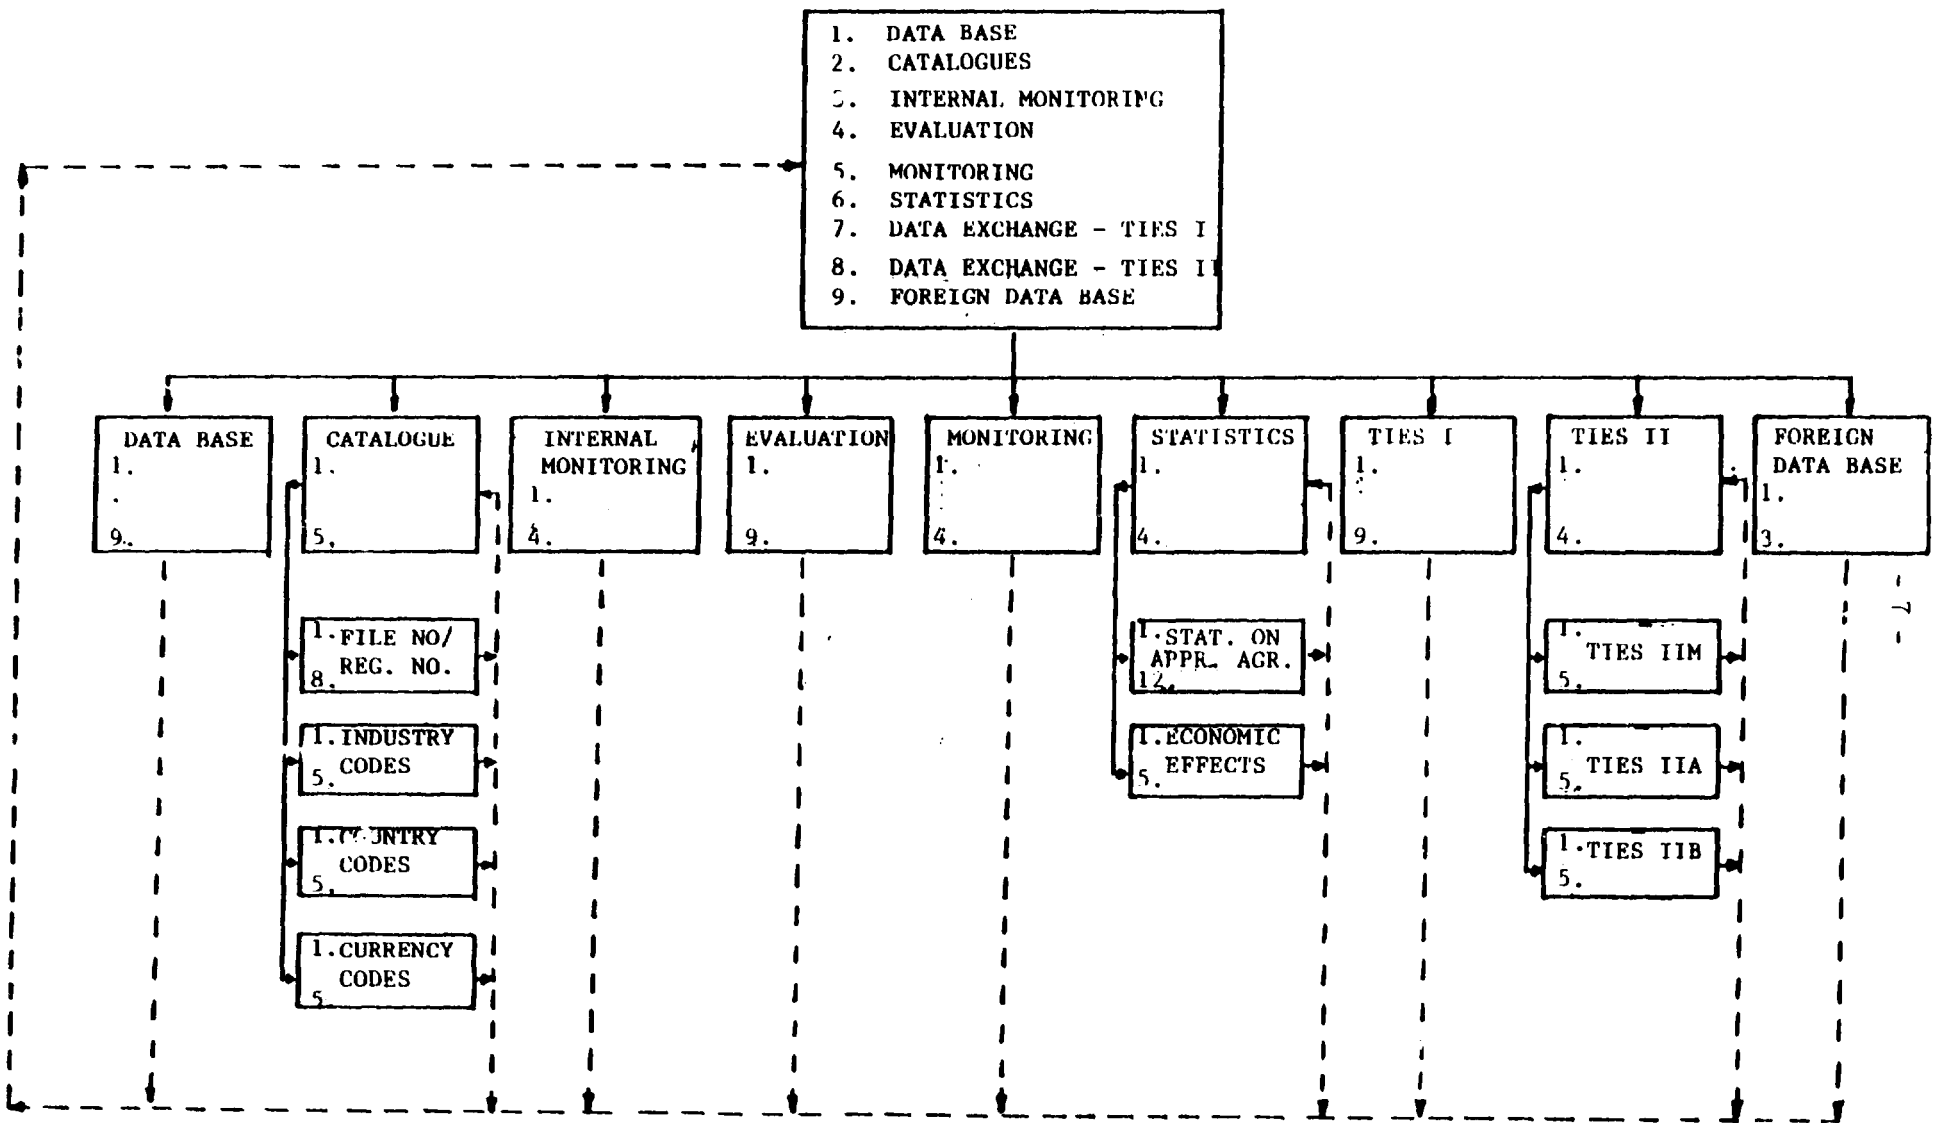 1. DATA BASE
2. CATALOGUES
3. INTERNAL MONITORING
4. EVALUATION
5. MONITORING
6. STATISTICS
7. DATA EXCHANGE - TIES I
8. DATA EXCHANGE - TIES II
9. FOREIGN DATA BASE
DATA BASE
1.
.
9.
CATALOGUE
1.
5.
INTERNAL
MONITORING
1.
4.
EVALUATION
1.
9.
MONITORING
1.
4.
STATISTICS
1.
4.
TIES I
1.
9.
TIES II
1.
4.
FOREIGN
DATA BASE
1.
3.
- 7 -
1. FILE NO/
REG. NO.
8.
1. INDUSTRY
CODES
5.
1. COUNTRY
CODES
5.
1. CURRENCY
CODES
5
1. STAT. ON
APPR. AGR.
12.
1. ECONOMIC
EFFECTS
5.
1.
TIES IIM
5.
1.
TIES IIA
5.
1. TIES IIB
5.